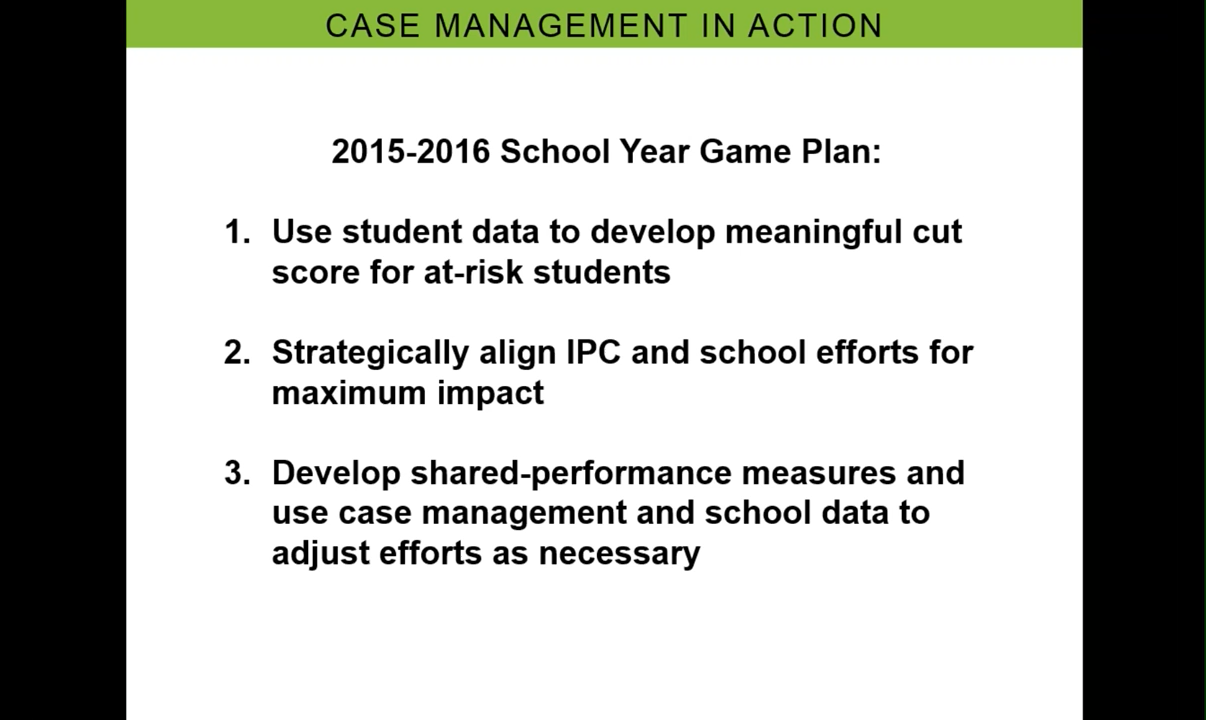 CASE MANAGEMENT IN ACTION
2015-2016 School Year Game Plan:
1. Use student data to develop meaningful cut
score for at-risk students
2. Strategically align IPC and school efforts for
maximum impact
3. Develop shared-performance measures and
use case management and school data to
adjust efforts as necessary